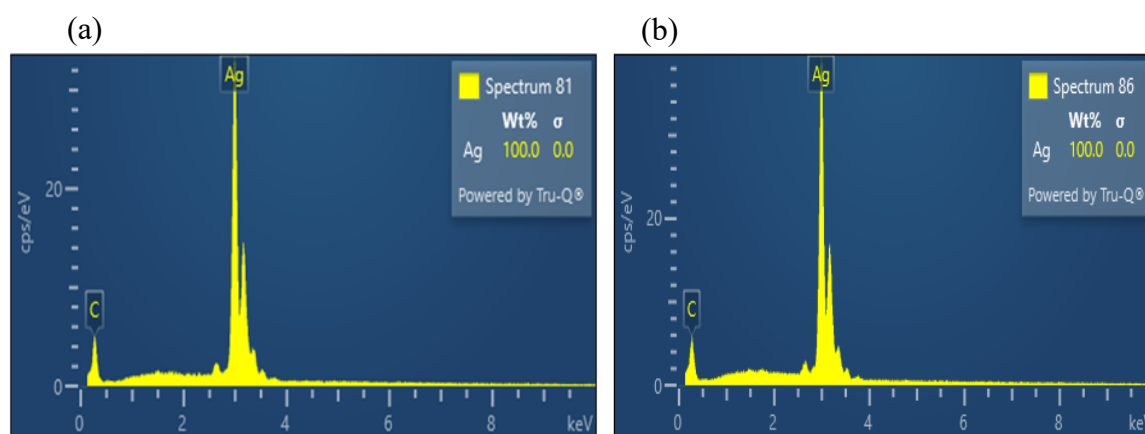 (a)
Ag
Spectrum 81
Wt% σ
Ag 100.0 0.0
Powered by Tru-Q®
20
cps/eV
C
0
0 2 4 6 8 keV
(b)
Ag
Spectrum 86
Wt% σ
Ag 100.0 0.0
Powered by Tru-Q®
20
cps/eV
C
0
0 2 4 6 8 keV